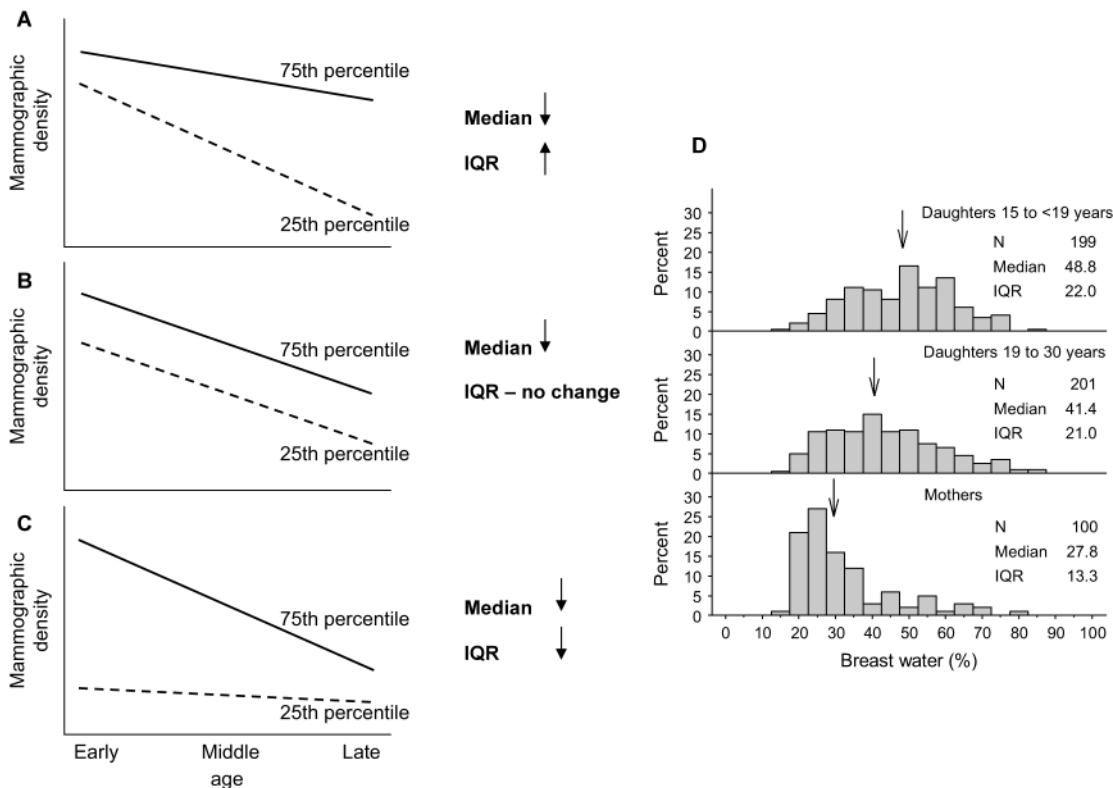 A
Mammographic
density
75th percentile
25th percentile
Median
IQR
B
Mammographic
density
75th percentile
25th percentile
Median
IQR – no change
C
Mammographic
density
75th percentile
25th percentile
Median
IQR
Early Middle Late
age
D
Percent
30
25
20
15
10
5
0
Daughters 15 to <19 years
N 199
Median 48.8
IQR 22.0
Percent
30
25
20
15
10
5
0
Daughters 19 to 30 years
N 201
Median 41.4
IQR 21.0
Percent
30
25
20
15
10
5
0
Mothers
N 100
Median 27.8
IQR 13.3
0 10 20 30 40 50 60 70 80 90 100
Breast water (%)